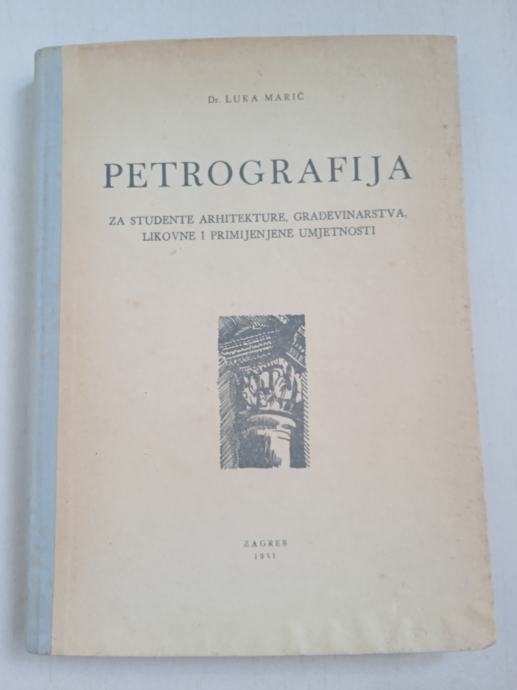 Dr. LUKA MARIĆ
PETROGRAFIJA
ZA STUDENTE ARHITEKTURE, GRAĐEVINARSTVA,
LIKOVNE I PRIMIJENJENE UMJETNOSTI
ZAGREB
1951